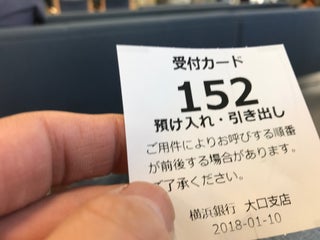 受付カード
152
預け入れ・引き出し
ご用件によりお呼びする順番
が前後する場合があります。
ご了承ください。
横浜銀行 大口支店
2018-01-10